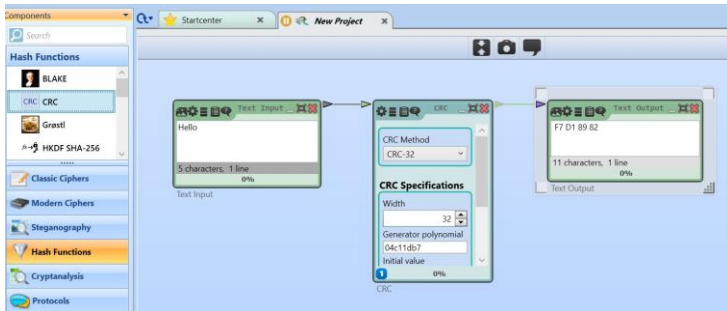 Components
Startcenter
New Project
Search
Hash Functions
BLAKE
CRC CRC
Grøstl
HKDF SHA-256
Classic Ciphers
Modern Ciphers
Steganography
Hash Functions
Cryptanalysis
Protocols
Text Input
Hello
5 characters, 1 line
0%
Text Input
CRC
CRC Method
CRC-32
CRC Specifications
Width
32
Generator polynomial
04c11db7
Initial value
1
0%
CRC
Text Output
F7 D1 89 82
11 characters, 1 line
0%
Text Output